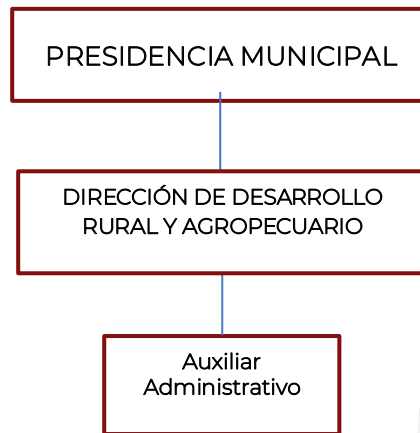 PRESIDENCIA MUNICIPAL
DIRECCIÓN DE DESARROLLO
RURAL Y AGROPECUARIO
Auxiliar
Administrativo